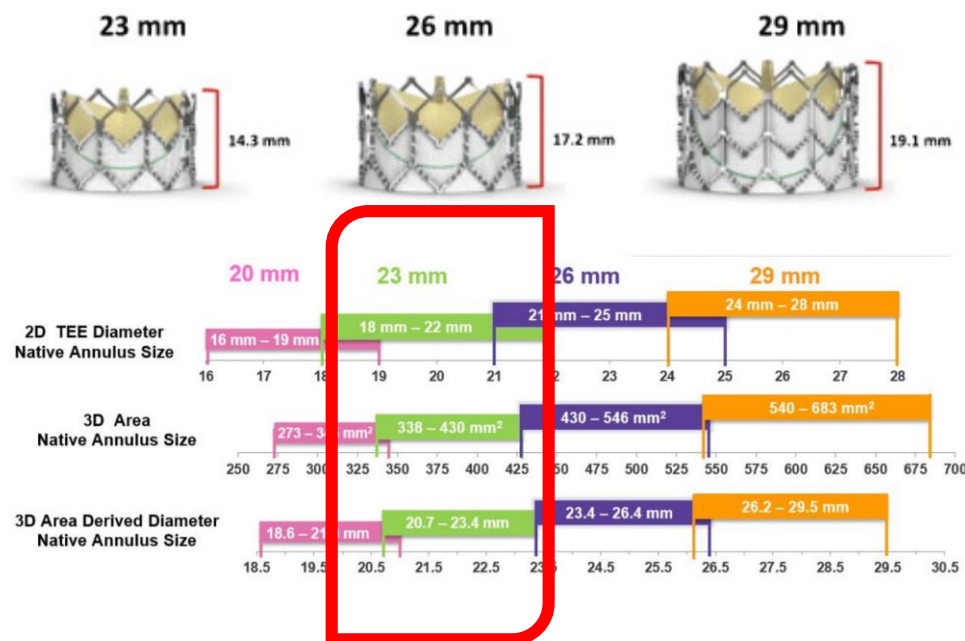 23 mm
26 mm
29 mm
14.3 mm
17.2 mm
19.1 mm
20 mm
23 mm
26 mm
29 mm
2D TEE Diameter
Native Annulus Size
16 mm – 19 mm
18 mm – 22 mm
21 mm – 25 mm
24 mm – 28 mm
16 17 18 19 20 21 23 24 25 26 27 28
3D Area
Native Annulus Size
273 – mm²
338 – 430 mm²
430 – 546 mm²
540 – 683 mm²
250 275 300 325 350 375 400 475 500 525 550 575 600 625 650 675 700
3D Area Derived Diameter
Native Annulus Size
18.6 – mm
20.7 – 23.4 mm
23.4 – 26.4 mm
26.2 – 29.5 mm
18.5 19.5 20.5 21.5 22.5 24.5 25.5 26.5 27.5 28.5 29.5 30.5